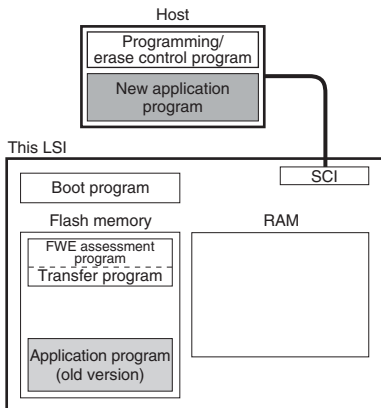 Host
Programming/
erase control program
New application
program
This LSI
SCI
Boot program
Flash memory
RAM
FWE assessment
program
Transfer program
Application program
(old version)